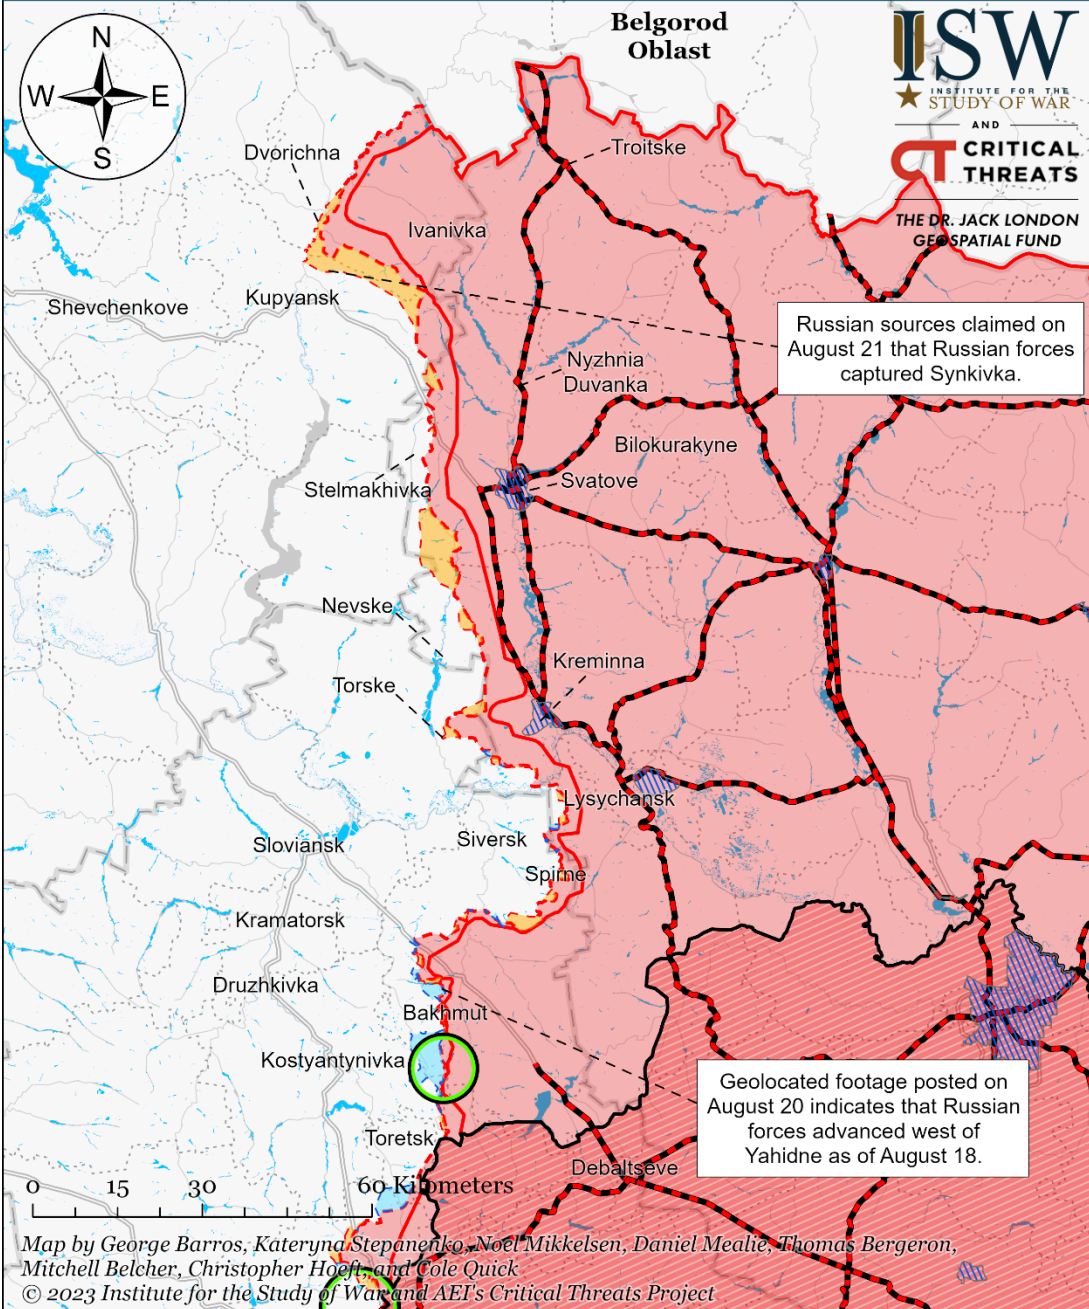 Belgorod
Oblast
N
W
E
S
ISW
INSTITUTE FOR THE
STUDY OF WAR
AND
CT CRITICAL
THREATS
THE DR. JACK LONDON
GEOSPATIAL FUND
Dvorichna
Troitske
Ivanivka
Kupyansk
Shevchenkove
Russian sources claimed on
August 21 that Russian forces
captured Synkivka.
Nyzhnia
Duvanka
Bilokurakyne
Svatove
Stelmakhivka
Nevske
Kreminna
Torske
Lysychansk
Siversk
Sloviansk
Spirne
Kramatorsk
Druzhkivka
Bakhmut
Kostyantynivka
Geolocated footage posted on
August 20 indicates that Russian
forces advanced west of
Yahidne as of August 18.
Toretsk
Debaltseve
0 15 30 60 Kilometers
Map by George Barros, Kateryna Stepanenko, Noel Mikkelsen, Daniel Mealie, Thomas Bergeron,
Mitchell Belcher, Christopher Hoeft, and Cole Quick
© 2023 Institute for the Study of War and AEI's Critical Threats Project